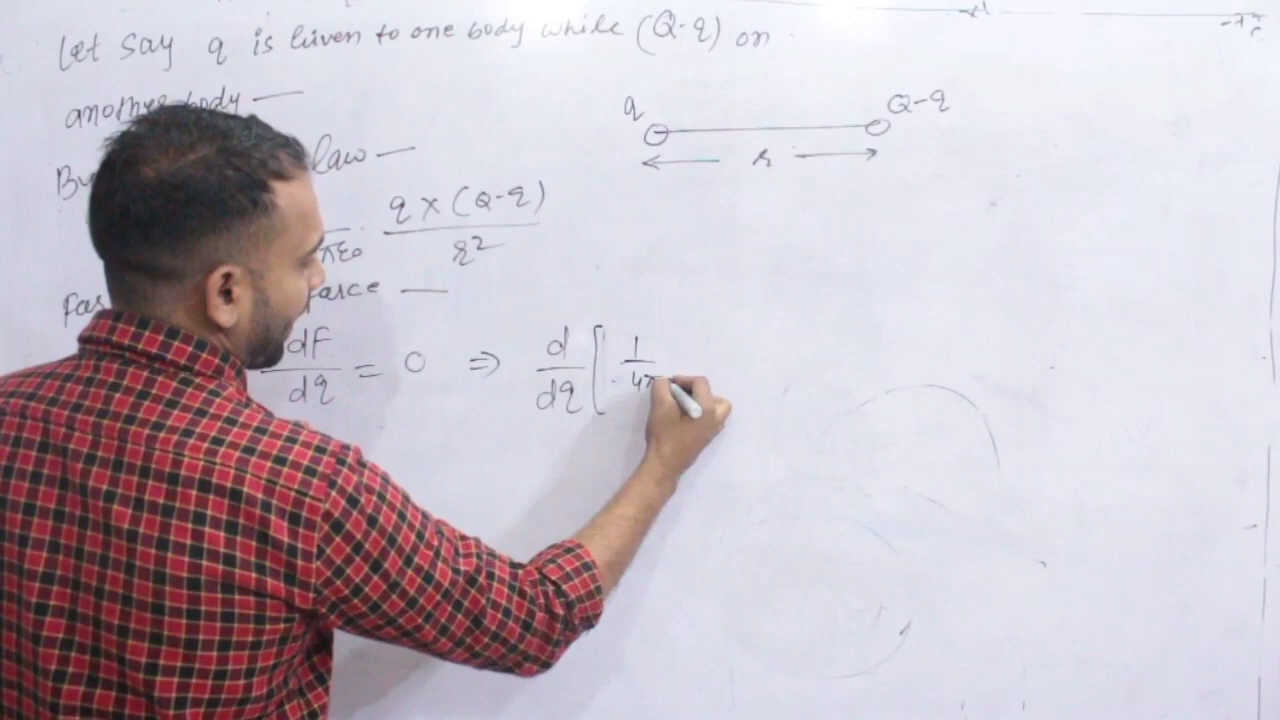 Let say q is given to one body while (Q-q) on
another body —
q Q-q
By law —
r
πε₀ q × (Q-q) / r²
For force —
dF/dq = 0 ⇒ d/dq [ 1/4π